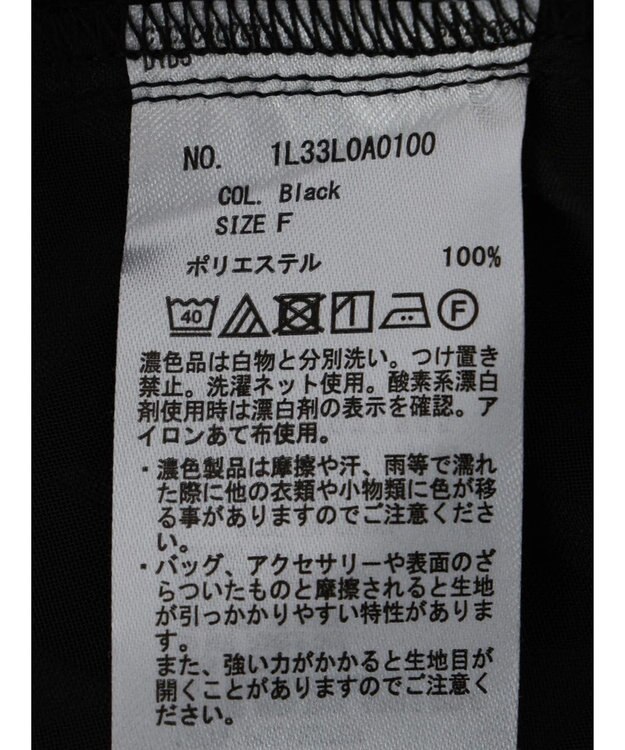 NO. 1L33L0A0100
COL. Black
SIZE F
ポリエステル 100%
40 F
濃色品は白物と分別洗い。つけ置き
禁止。洗濯ネット使用。酸素系漂白
剤使用時は漂白剤の表示を確認。ア
イロンあて布使用。
・濃色製品は摩擦や汗、雨等で濡れ
た際に他の衣類や小物類に色が移
る事がありますのでご注意くださ
い。
・バッグ、アクセサリーや表面のざ
らついたものと摩擦されると生地
が引っかかりやすい特性がありま
す。
また、強い力がかかると生地目が
開くことがありますのでご注意く
ださい。